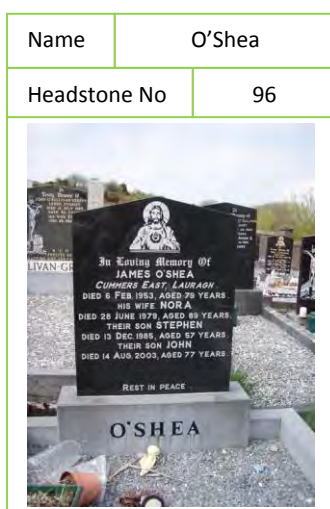 Name O’Shea
Headstone No 96
In Loving Memory Of
JAMES O'SHEA
CUMMERS EAST, LAURAGH
DIED 6 FEB 1953, AGED 79 YEARS.
HIS WIFE NORA
DIED 28 JUNE 1979, AGED 89 YEARS.
THEIR SON STEPHEN
DIED 13 DEC. 1985, AGED 57 YEARS.
THEIR SON JOHN
DIED 14 AUG. 2003, AGED 77 YEARS.
REST IN PEACE
O'SHEA